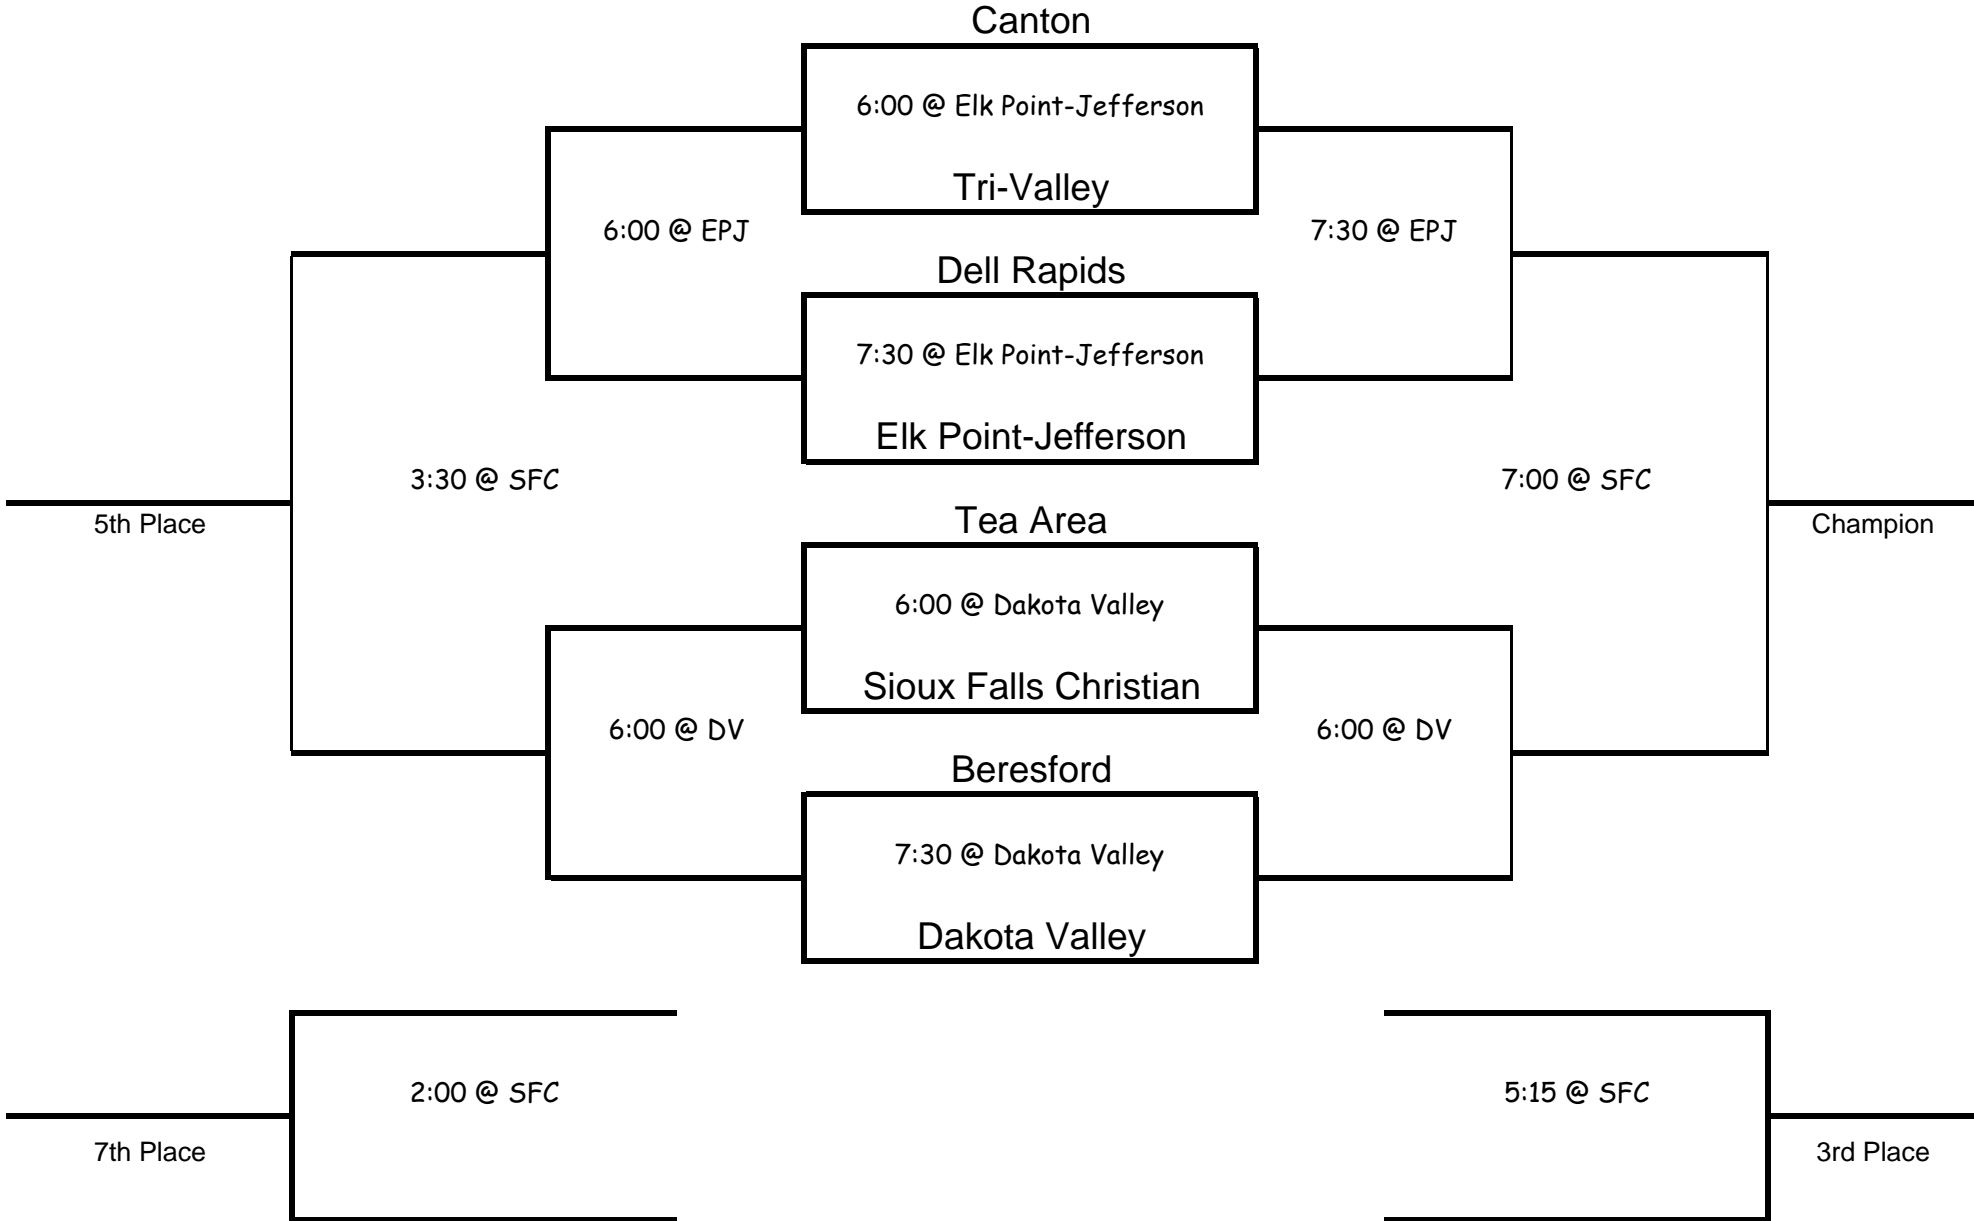 Canton
6:00 @ Elk Point-Jefferson
Tri-Valley
6:00 @ EPJ
7:30 @ EPJ
Dell Rapids
7:30 @ Elk Point-Jefferson
Elk Point-Jefferson
3:30 @ SFC
7:00 @ SFC
5th Place
Tea Area
Champion
6:00 @ Dakota Valley
Sioux Falls Christian
6:00 @ DV
6:00 @ DV
Beresford
7:30 @ Dakota Valley
Dakota Valley
2:00 @ SFC
5:15 @ SFC
7th Place
3rd Place